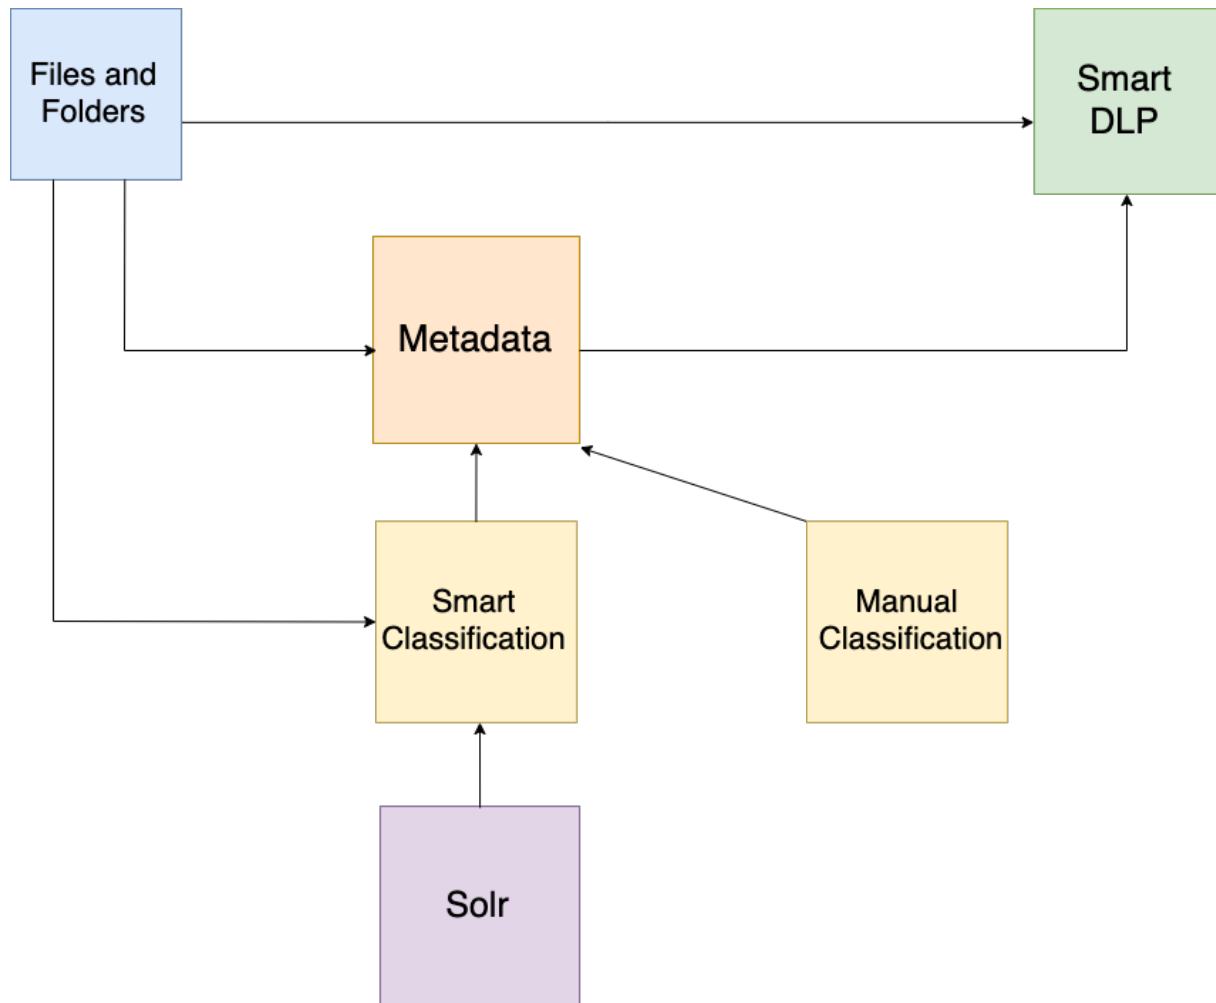 Files and
Folders
Smart
DLP
Metadata
Smart
Classification
Manual
Classification
Solr